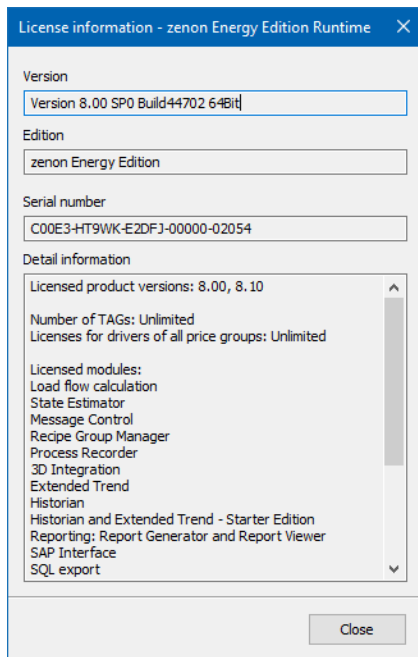 License information - zenon Energy Edition Runtime
Version
Version 8.00 SP0 Build44702 64Bit
Edition
zenon Energy Edition
Serial number
C00E3-HT9WK-E2DFJ-00000-02054
Detail information
Licensed product versions: 8.00, 8.10
Number of TAGs: Unlimited
Licenses for drivers of all price groups: Unlimited
Licensed modules:
Load flow calculation
State Estimator
Message Control
Recipe Group Manager
Process Recorder
3D Integration
Extended Trend
Historian
Historian and Extended Trend - Starter Edition
Reporting: Report Generator and Report Viewer
SAP Interface
SQL export
Close